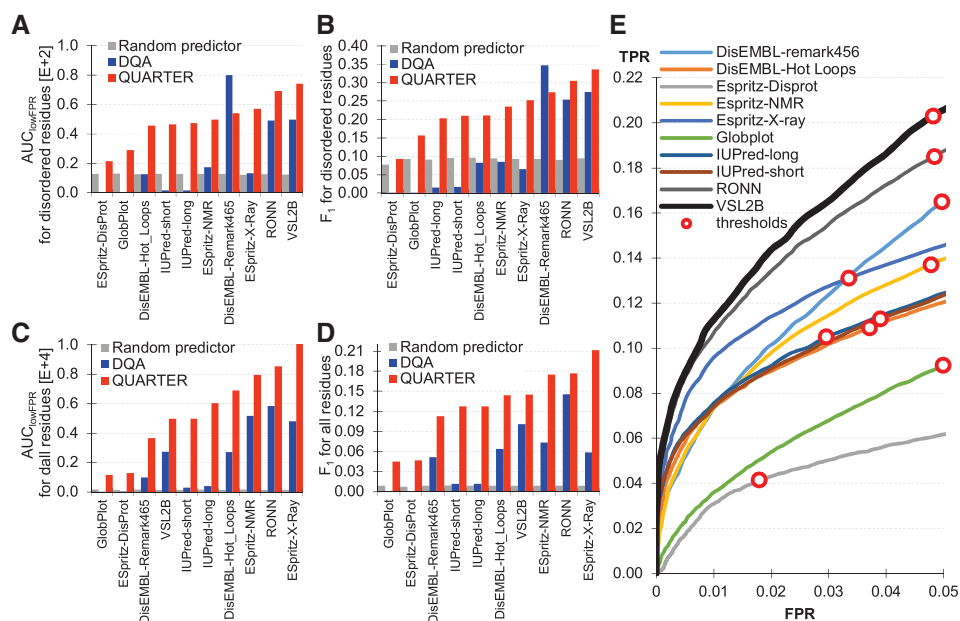 A
AUClowFPR
for disordered residues [E+2]
1.0
0.8
0.6
0.4
0.2
0.0
Random predictor
DQA
QUARTER
ESpritz-DisProt
GlobPlot
DisEMBL-Hot_Loops
IUPred-short
IUPred-long
ESpritz-NMR
DisEMBL-Remark465
ESpritz-X-Ray
RONN
VSL2B
B
F1 for disordered residues
0.40
0.35
0.30
0.25
0.20
0.15
0.10
0.05
0.00
Random predictor
DQA
QUARTER
ESpritz-DisProt
GlobPlot
IUPred-long
IUPred-short
DisEMBL-Hot_Loops
ESpritz-NMR
ESpritz-X-Ray
DisEMBL-Remark465
RONN
VSL2B
C
AUClowFPR
for dall residues [E+4]
1.0
0.8
0.6
0.4
0.2
0.0
Random predictor
DQA
QUARTER
GlobPlot
ESpritz-DisProt
DisEMBL-Remark465
VSL2B
IUPred-short
IUPred-long
DisEMBL-Hot_Loops
ESpritz-NMR
RONN
ESpritz-X-Ray
D
F1 for all residues
0.21
0.18
0.15
0.12
0.09
0.06
0.03
0.00
Random predictor
DQA
QUARTER
GlobPlot
ESpritz-DisProt
DisEMBL-Remark465
IUPred-short
IUPred-long
DisEMBL-Hot_Loops
VSL2B
ESpritz-NMR
RONN
ESpritz-X-Ray
E
TPR
0.22
0.20
0.18
0.16
0.14
0.12
0.10
0.08
0.06
0.04
0.02
0.00
DisEMBL-remark456
DisEMBL-Hot Loops
Espritz-Disprot
Espritz-NMR
Espritz-X-ray
Globplot
IUPred-long
IUPred-short
RONN
VSL2B
thresholds
0
0.01
0.02
0.03
0.04
0.05
FPR